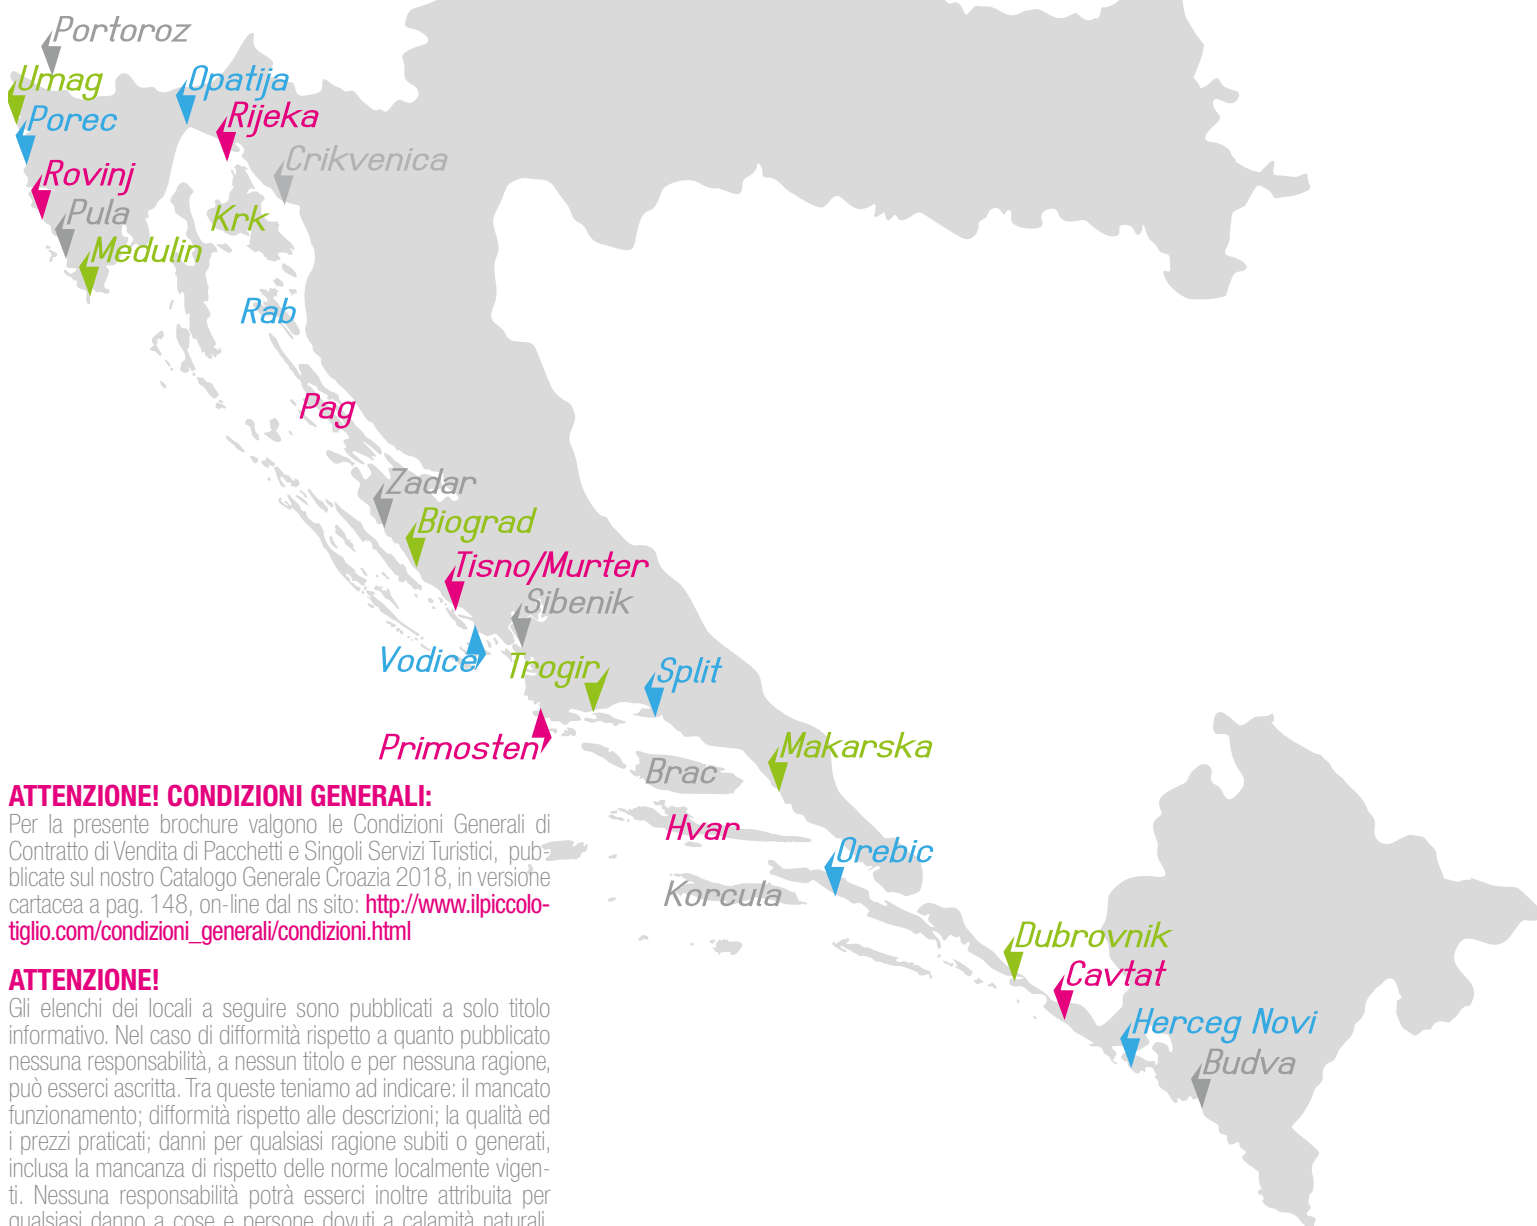 Portoroz
Umag
Opatija
Porec
Rijeka
Crikvenica
Rovinj
Pula
Krk
Medulin
Rab
Pag
Zadar
Biograd
Tisno/Murter
Sibenik
Vodice
Trogir
Split
Primosten
Makarska
Brac
Hvar
Orebic
Korcula
Dubrovnik
Cavtat
Herceg Novi
Budva
ATTENZIONE! CONDIZIONI GENERALI:
Per la presente brochure valgono le Condizioni Generali di
Contratto di Vendita di Pacchetti e Singoli Servizi Turistici, pub-
blicate sul nostro Catalogo Generale Croazia 2018, in versione
cartacea a pag. 148, on-line dal ns sito: http://www.ilpiccolo-
tiglio.com/condizioni_generali/condizioni.html
ATTENZIONE!
Gli elenchi dei locali a seguire sono pubblicati a solo titolo
informativo. Nel caso di difformità rispetto a quanto pubblicato
nessuna responsabilità, a nessun titolo e per nessuna ragione,
può esserci ascritta. Tra queste teniamo ad indicare: il mancato
funzionamento; difformità rispetto alle descrizioni; la qualità ed
i prezzi praticati; danni per qualsiasi ragione subiti o generati,
inclusa la mancanza di rispetto delle norme localmente vigen-
ti. Nessuna responsabilità potrà esserci inoltre attribuita per
qualsiasi danno a cose e persone dovuti a calamità naturali,